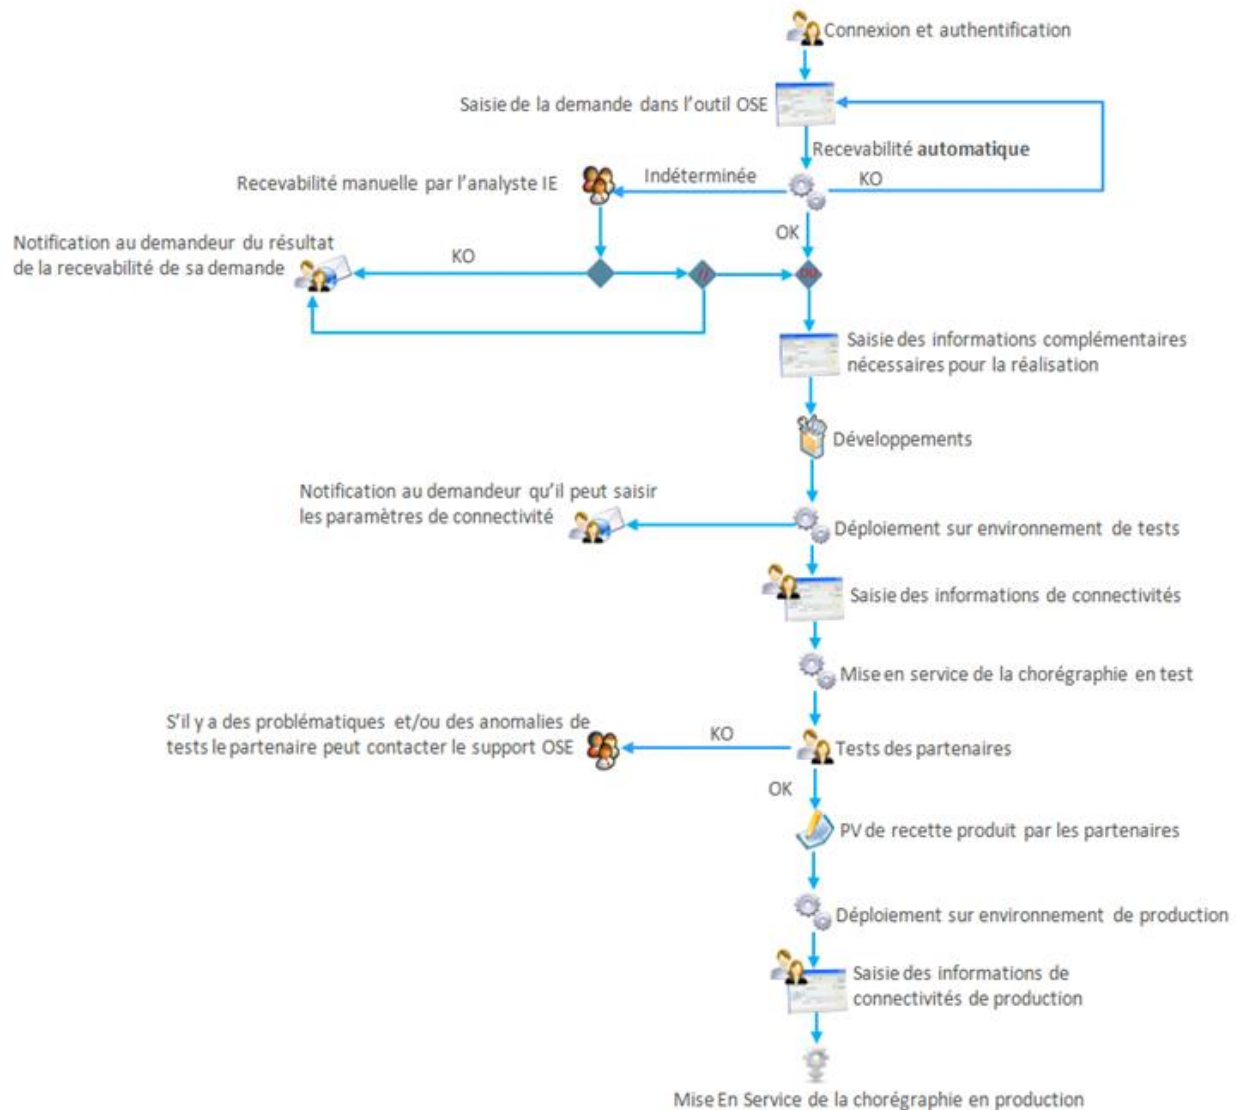 Connexion et authentification
Saisie de la demande dans l'outil OSE
Recevabilité automatique
Indéterminée
KO
Recevabilité manuelle par l'analyste IE
OK
Notification au demandeur du résultat
de la recevabilité de sa demande
KO
//
OU
Saisie des informations complémentaires
nécessaires pour la réalisation
Développements
Notification au demandeur qu'il peut saisir
les paramètres de connectivité
Déploiement sur environnement de tests
Saisie des informations de connectivités
Mise en service de la chorégraphie en test
S'il y a des problématiques et/ou des anomalies de
tests le partenaire peut contacter le support OSE
KO
Tests des partenaires
OK
PV de recette produit par les partenaires
Déploiement sur environnement de production
Saisie des informations de
connectivités de production
Mise En Service de la chorégraphie en production